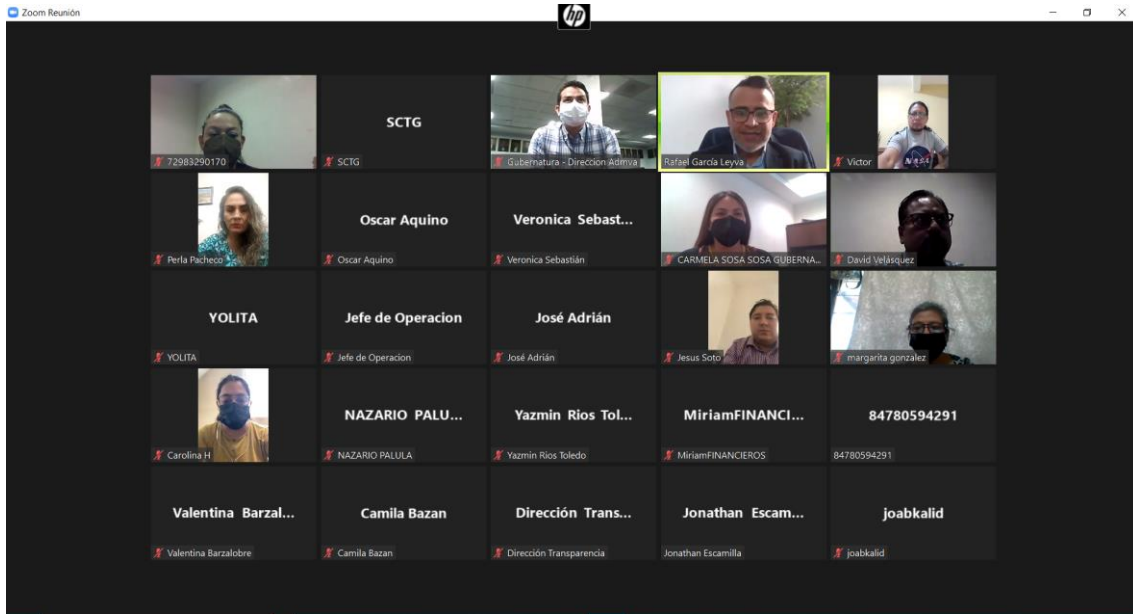 Zoom Reunión
hp
72983290170
SCTG
SCTG
Gubernatura - Direccion Admva
Rafael García Leyva
Victor
NASA
Perla Pacheco
Oscar Aquino
Oscar Aquino
Veronica Sebast...
Veronica Sebastián
CARMELA SOSA SOSA GUBERNA...
David Velásquez
YOLITA
YOLITA
Jefe de Operacion
Jefe de Operacion
José Adrián
José Adrián
Jesus Soto
margarita gonzalez
Carolina H
NAZARIO PALU...
NAZARIO PALULA
Yazmin Rios Tol...
Yazmin Rios Toledo
MiriamFINANCI...
MiriamFINANCIEROS
84780594291
84780594291
Valentina Barzal...
Valentina Barzalobre
Camila Bazan
Camila Bazan
Dirección Trans...
Dirección Transparencia
Jonathan Escam...
Jonathan Escamilla
joabkalid
joabkalid